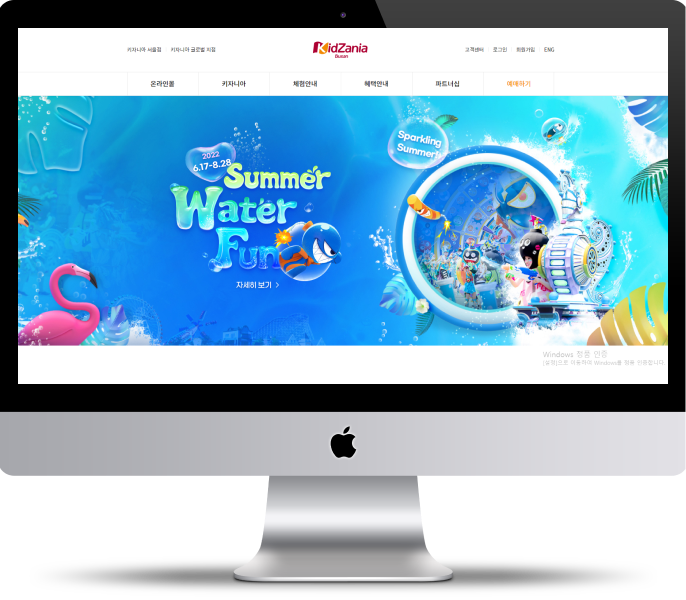 키자니아 서울점 키자니아 글로벌 지점
KidZania
Busan
고객센터 로그인 회원가입 ENG
온라인몰 키자니아 체험안내 혜택안내 파트너십 예매하기
2022
6.17-8.28
Summer
Water
Fun
자세히 보기 >
Sparkling
Summer!
Windows 정품 인증
[설정]으로 이동하여 Windows를 정품 인증합니다.